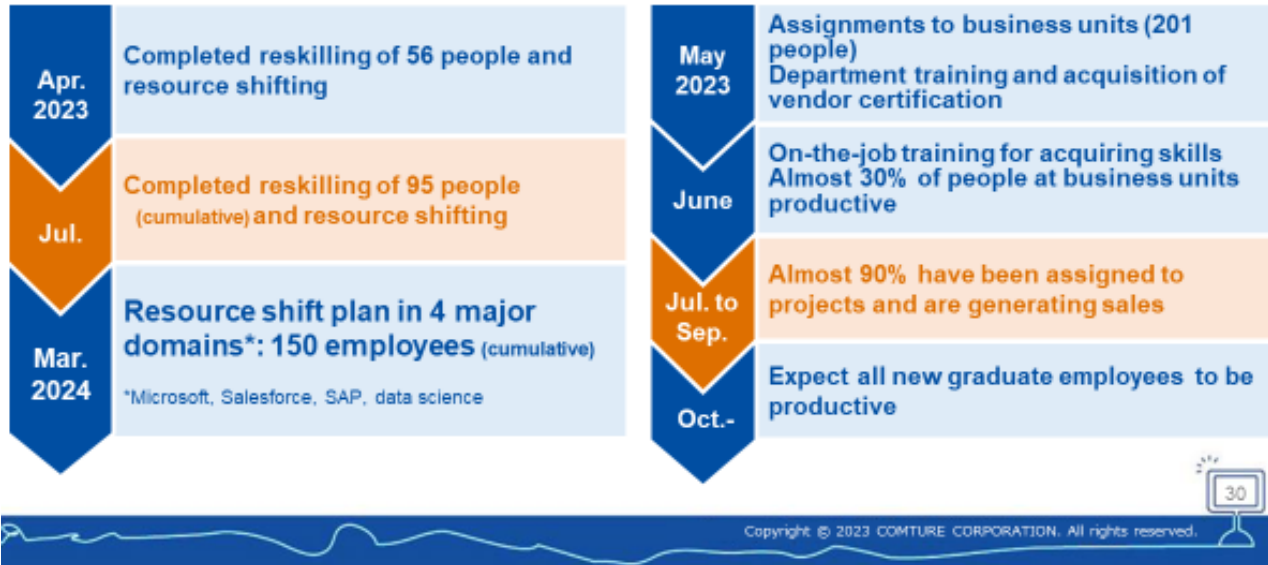 Apr.
2023
Completed reskilling of 56 people and
resource shifting
Jul.
Completed reskilling of 95 people
(cumulative) and resource shifting
Mar.
2024
Resource shift plan in 4 major
domains*: 150 employees (cumulative)
*Microsoft, Salesforce, SAP, data science
May
2023
Assignments to business units (201
people)
Department training and acquisition of
vendor certification
June
On-the-job training for acquiring skills
Almost 30% of people at business units
productive
Jul. to
Sep.
Almost 90% have been assigned to
projects and are generating sales
Oct.-
Expect all new graduate employees to be
productive
30
Copyright © 2023 COMTURE CORPORATION. All rights reserved.